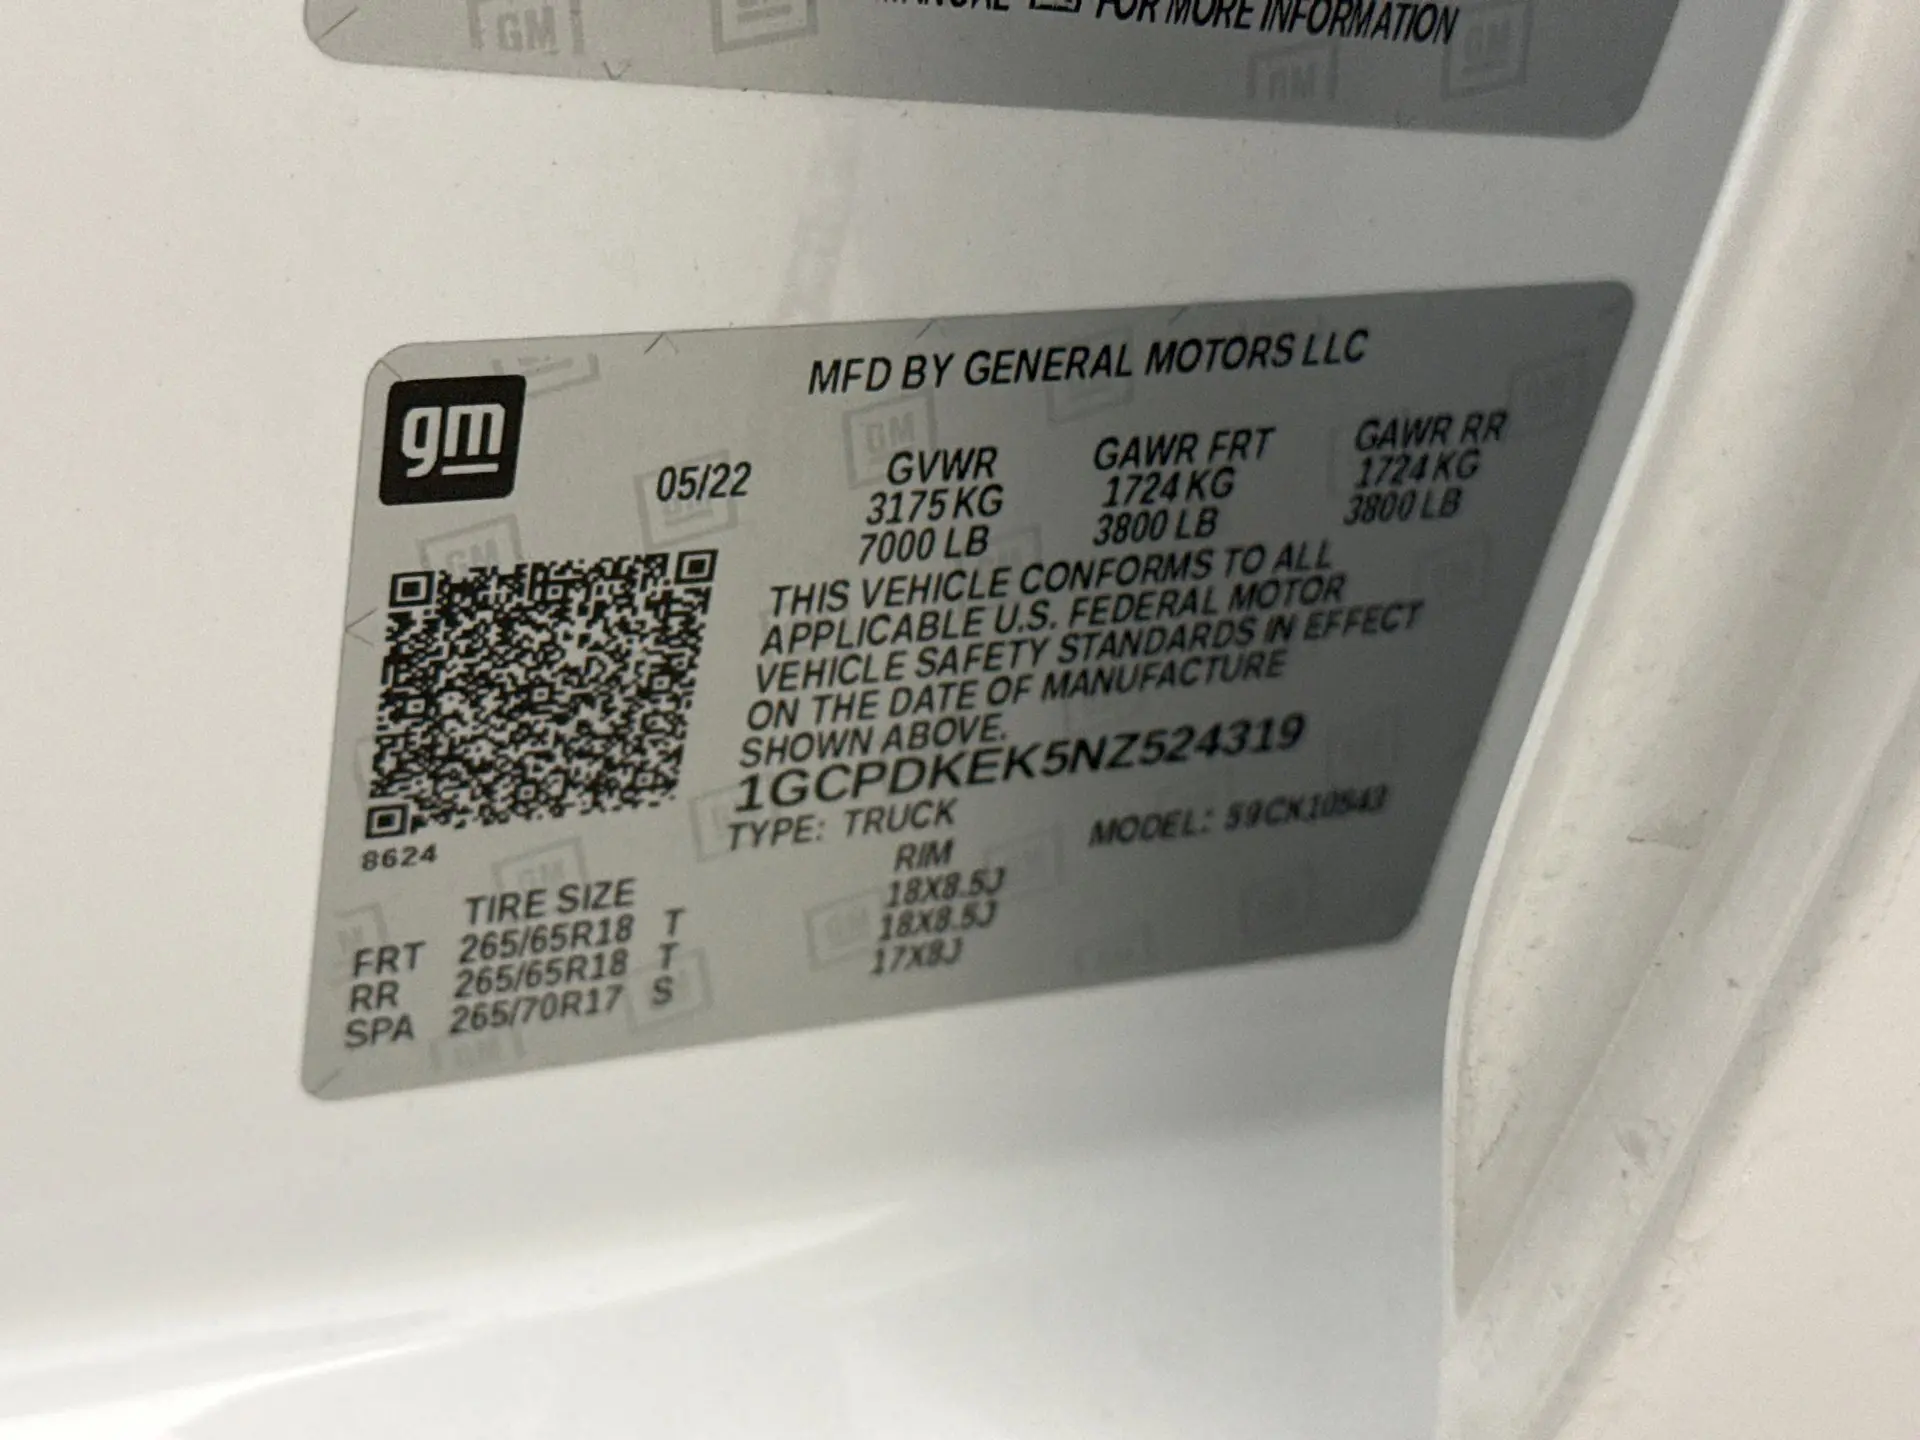 FOR MORE INFORMATION
gm
MFD BY GENERAL MOTORS LLC
05/22
GVWR GAWR FRT GAWR RR
3175 KG 1724 KG 1724 KG
7000 LB 3800 LB 3800 LB
THIS VEHICLE CONFORMS TO ALL
APPLICABLE U.S. FEDERAL MOTOR
VEHICLE SAFETY STANDARDS IN EFFECT
ON THE DATE OF MANUFACTURE
SHOWN ABOVE.
1GCPDKEK5NZ524319
TYPE: TRUCK MODEL: 59CK10543
8624
TIRE SIZE RIM
FRT 265/65R18 T 18X8.5J
RR 265/65R18 T 18X8.5J
SPA 265/70R17 S 17X8J